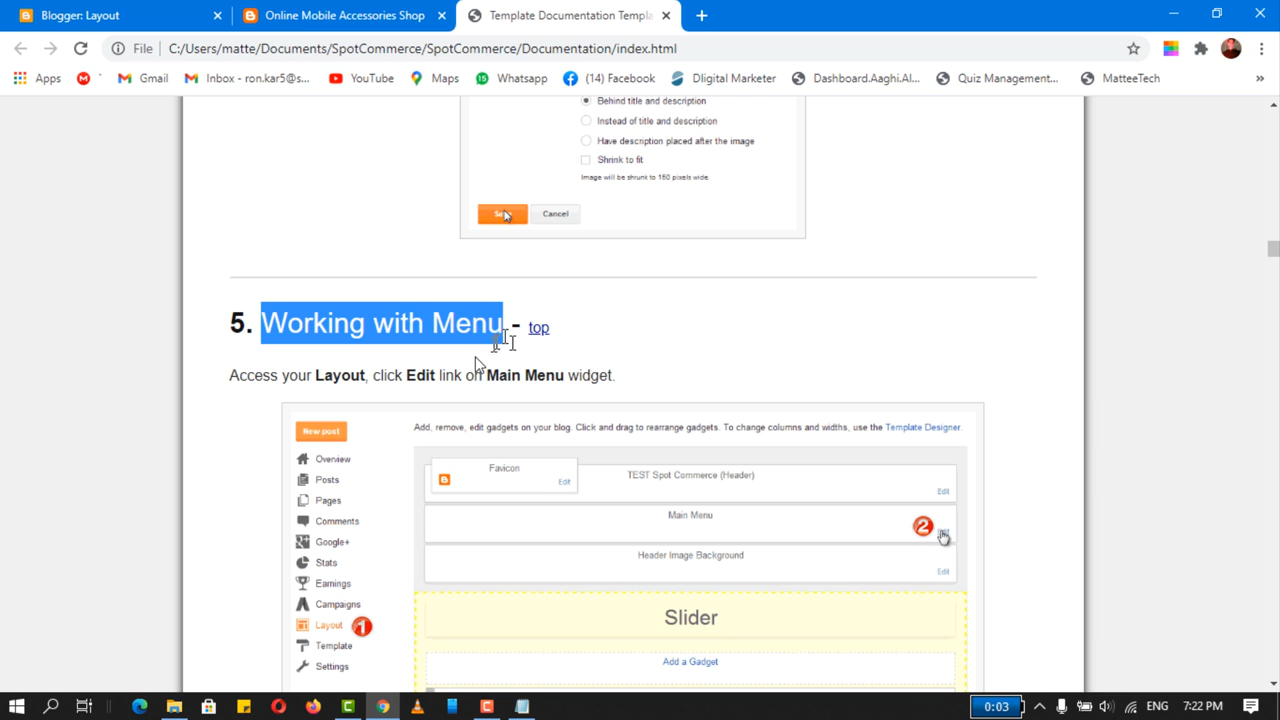 Blogger: Layout
Online Mobile Accessories Shop
Template Documentation Templa
File
C:/Users/matte/Documents/SpotCommerce/SpotCommerce/Documentation/index.html
Apps
Gmail
Inbox - ron.kar5@s...
YouTube
Maps
15
Whatsapp
(14) Facebook
DIigital Marketer
Dashboard.Aaghi.Al...
Quiz Management...
MatteeTech
»
Behind title and description
Instead of title and description
Have description placed after the image
Shrink to fit
Image will be shrunk to 150 pixels wide.
Cancel
5. Working with Menu - top
Access your Layout, click Edit link on Main Menu widget.
New post
Add, remove, edit gadgets on your blog. Click and drag to rearrange gadgets. To change columns and widths, use the Template Designer.
Overview
Posts
Pages
Comments
Google+
Stats
Earnings
Campaigns
Layout
1
Template
Settings
Favicon
Edit
TEST Spot Commerce (Header)
Edit
Main Menu
2
Header Image Background
Edit
Slider
Add a Gadget
0:03
ENG
7:22 PM